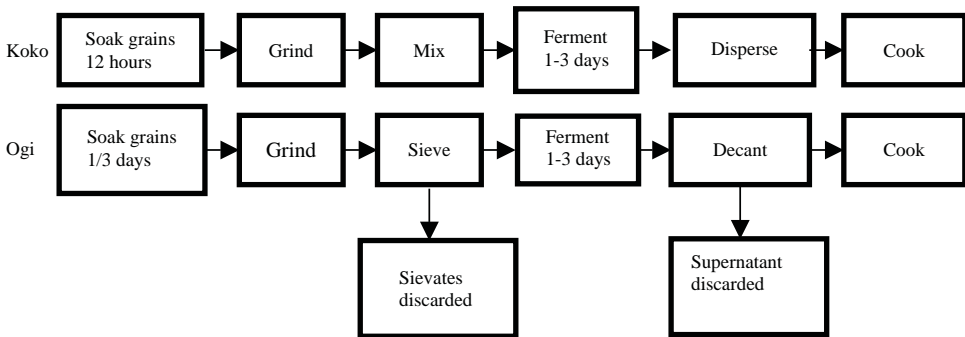 Koko
Soak grains
12 hours
Grind
Mix
Ferment
1-3 days
Disperse
Cook
Ogi
Soak grains
1/3 days
Grind
Sieve
Ferment
1-3 days
Decant
Cook
Sievates
discarded
Supernatant
discarded